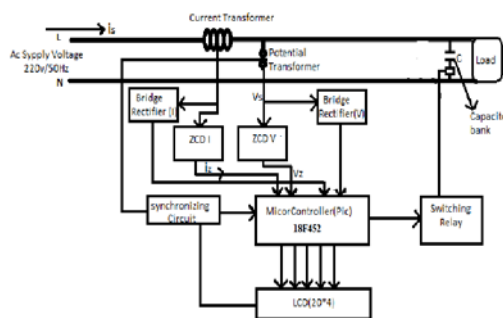 Current Transformer
L
is
Ac Supply Voltage
220v/50Hz
N
Potential
Transformer
C
Load
Capacitor
bank
Bridge
Rectifier (I)
Vs
Bridge
Rectifier(V)
ZCD I
ZCD V
is
Vz
synchronizing
Circuit
MicorController(Pic)
18F452
Switching
Relay
LCD(20*4)